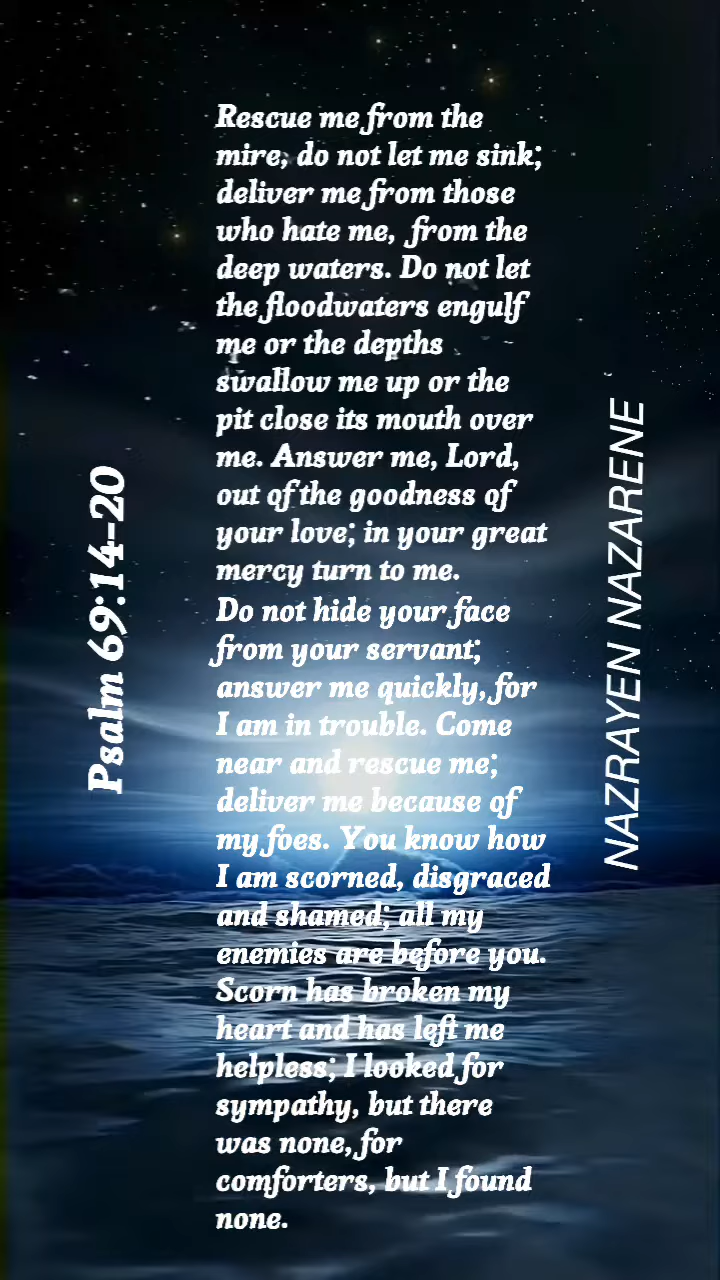 Rescue me from the
mire, do not let me sink;
deliver me from those
who hate me, from the
deep waters. Do not let
the floodwaters engulf
me or the depths
swallow me up or the
pit close its mouth over
me. Answer me, Lord,
out of the goodness of
your love; in your great
mercy turn to me.
Do not hide your face
from your servant;
answer me quickly, for
I am in trouble. Come
near and rescue me;
deliver me because of
my foes. You know how
I am scorned, disgraced
and shamed; all my
enemies are before you.
Scorn has broken my
heart and has left me
helpless; I looked for
sympathy, but there
was none, for
comforters, but I found
none.
Psalm 69:14-20
NAZRAYEN NAZARENE